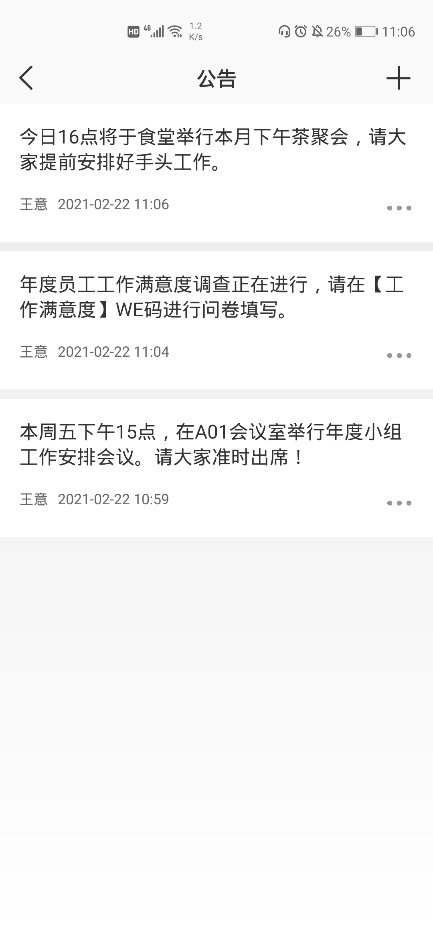 HD 4G 1.2 K/s 26% 11:06
公告
今日16点将于食堂举行本月下午茶聚会，请大
家提前安排好手头工作。
王意 2021-02-22 11:06
年度员工工作满意度调查正在进行，请在【工
作满意度】WE码进行问卷填写。
王意 2021-02-22 11:04
本周五下午15点，在A01会议室举行年度小组
工作安排会议。请大家准时出席！
王意 2021-02-22 10:59